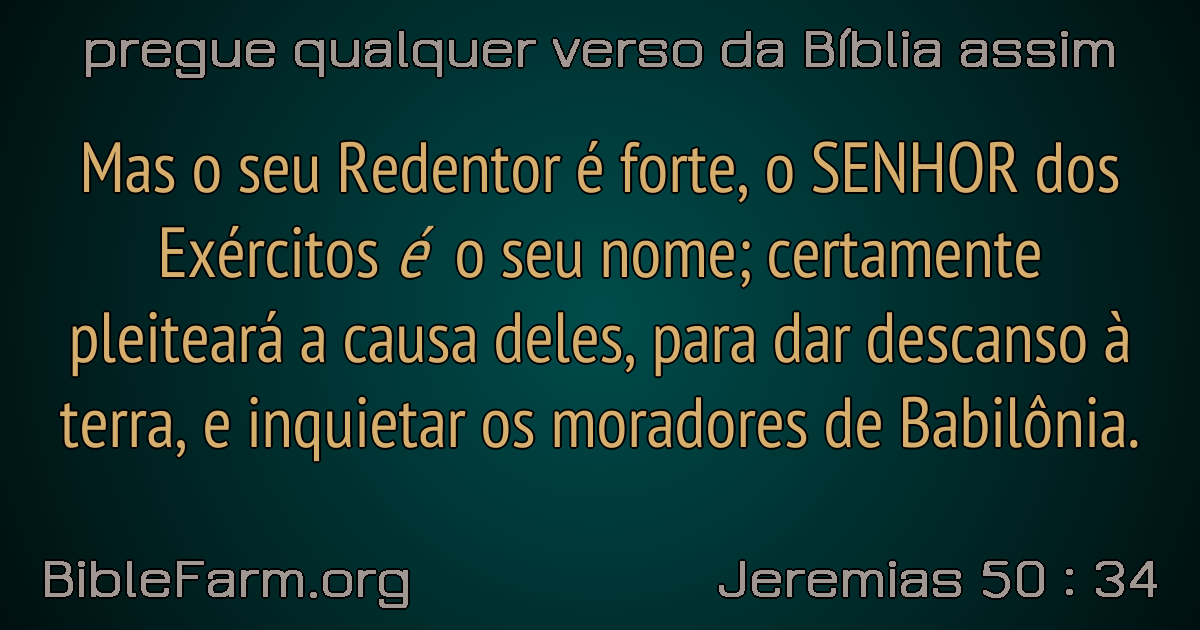 pregue qualquer verso da Bíblia assim
Mas o seu Redentor é forte, o SENHOR dos
Exércitos é o seu nome; certamente
pleiteará a causa deles, para dar descanso à
terra, e inquietar os moradores de Babilônia.
BibleFarm.org
Jeremias 50 : 34